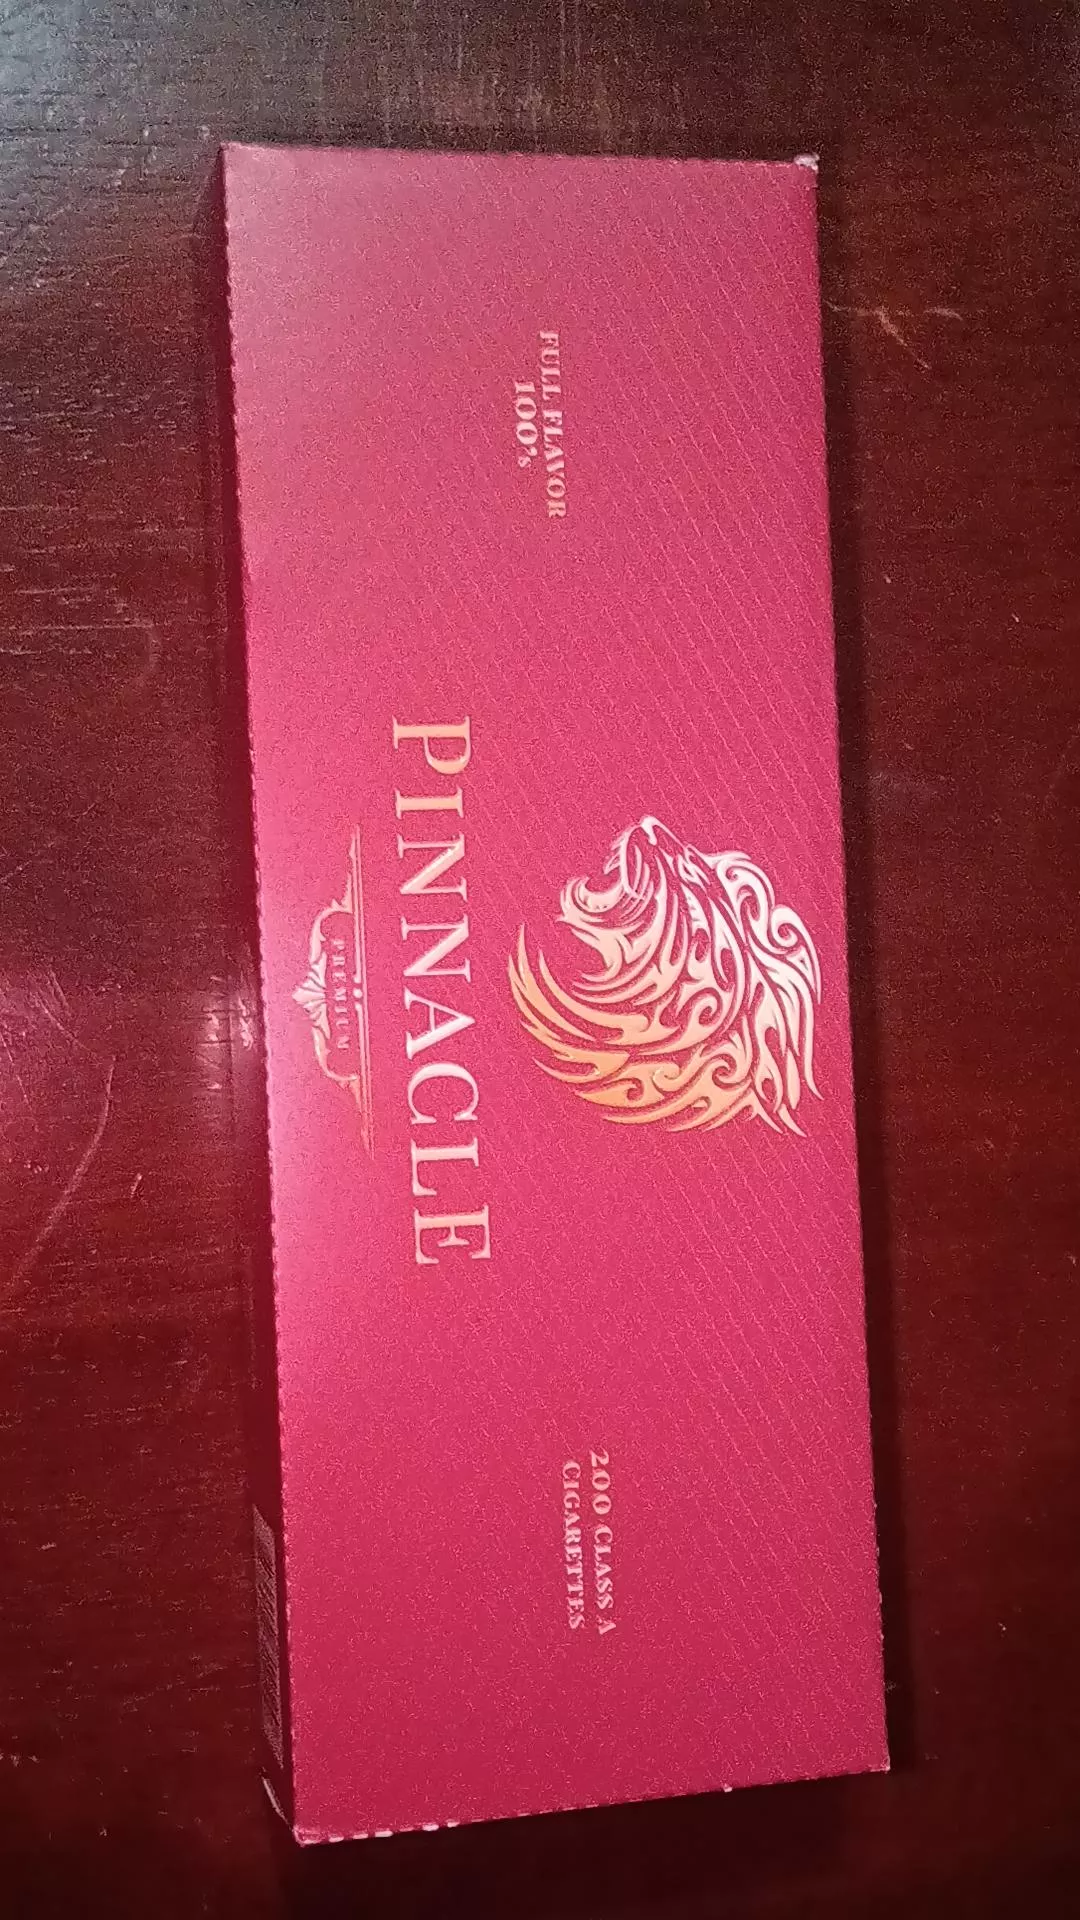 FULL FLAVOR
100's
PINNACLE
PREMIUM
200 CLASS A
CIGARETTES